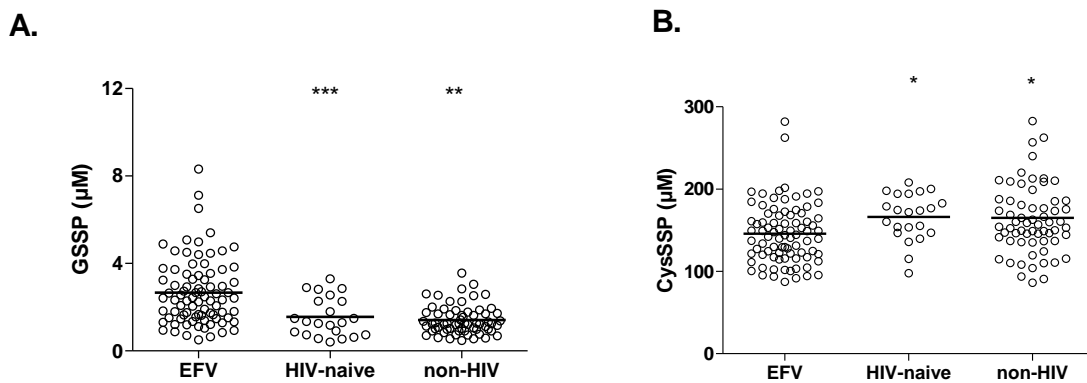 A.
12
8
4
0
GSSP (µM)
***
**
EFV
HIV-naive
non-HIV
B.
300
200
100
0
CysSSP (µM)
*
*
EFV
HIV-naive
non-HIV